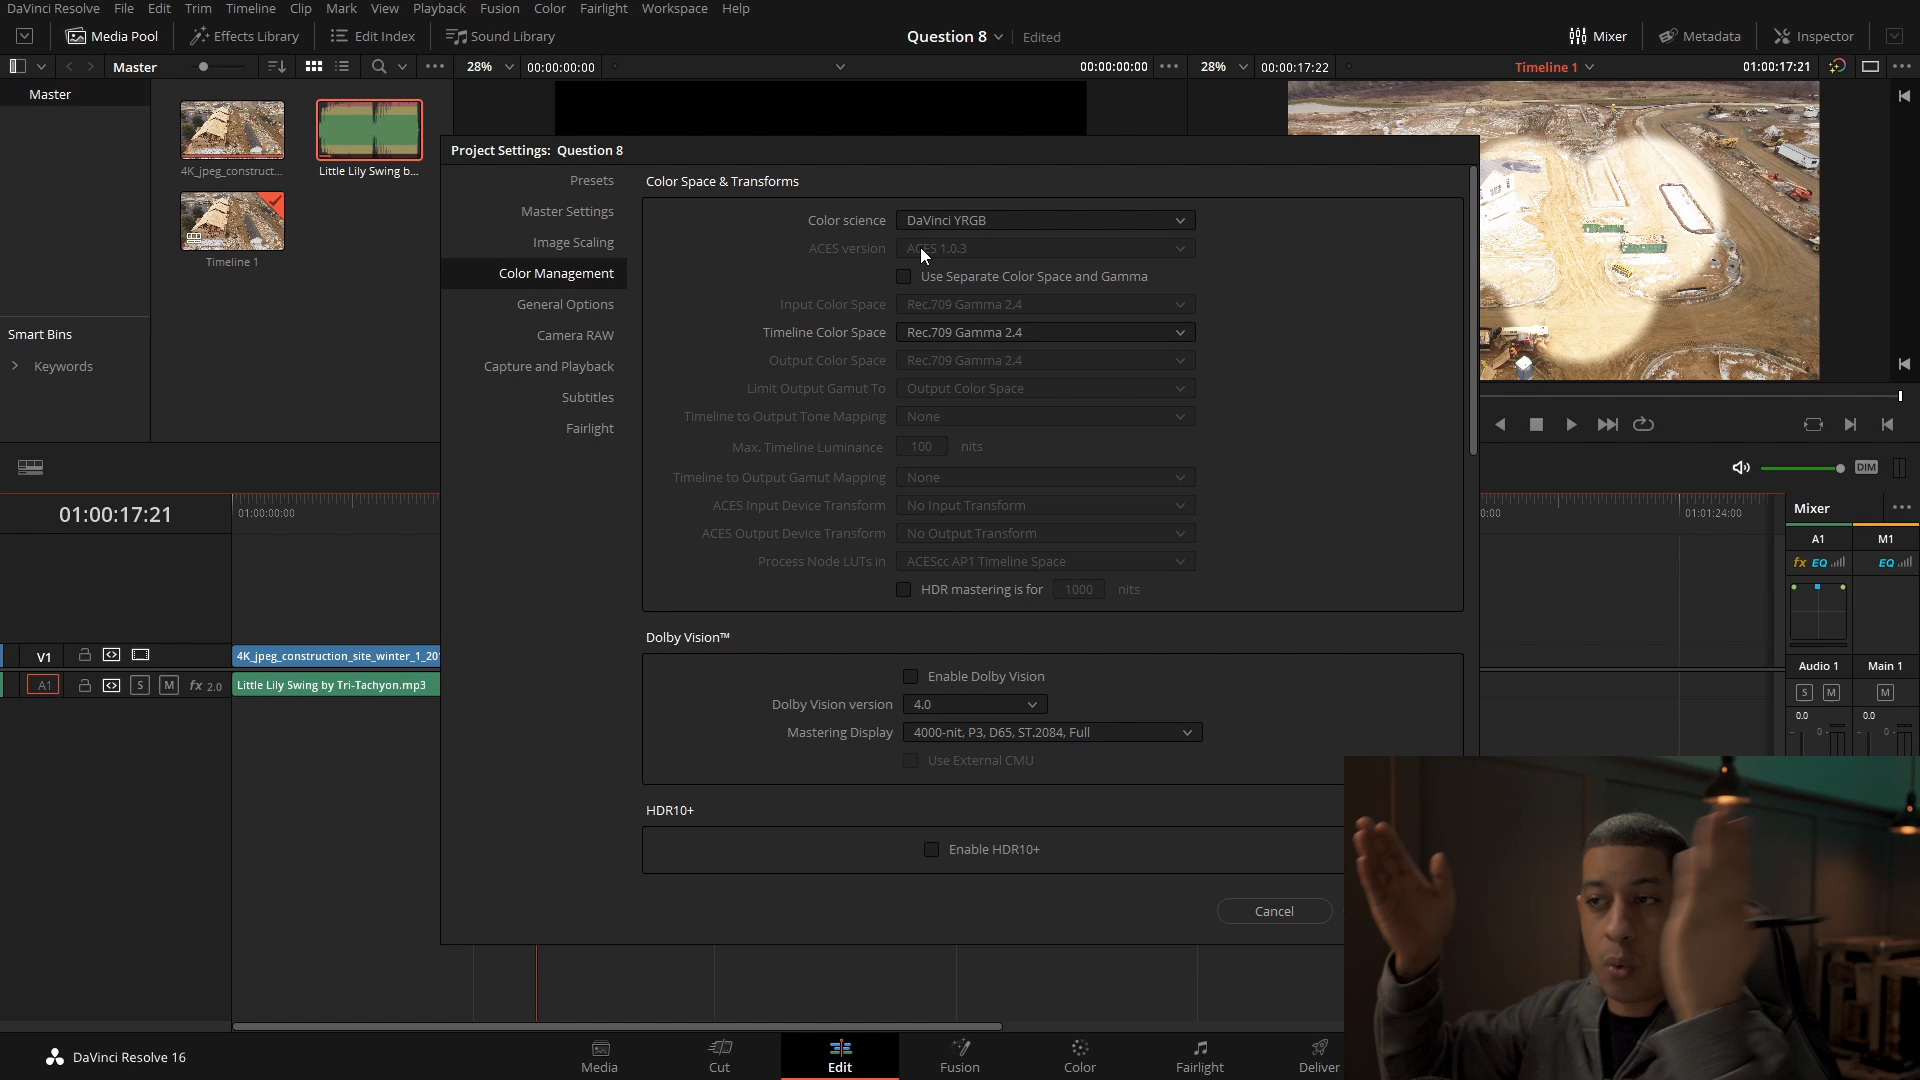 DaVinci Resolve File Edit Trim Timeline Clip Mark View Playback Fusion Color Fairlight Workspace Help
Media Pool Effects Library Edit Index Sound Library Question 8 Edited Mixer Metadata Inspector
Master 28% 00:00:00:00 00:00:00:00 28% 00:00:17:22 Timeline 1 01:00:17:21
Master
4K_jpeg_construct... Little Lily Swing b...
Timeline 1
Smart Bins
Keywords
Project Settings: Question 8
Presets
Master Settings
Image Scaling
Color Management
General Options
Camera RAW
Capture and Playback
Subtitles
Fairlight
Color Space & Transforms
Color science DaVinci YRGB
ACES version ACES 1.0.3
Use Separate Color Space and Gamma
Input Color Space Rec.709 Gamma 2.4
Timeline Color Space Rec.709 Gamma 2.4
Output Color Space Rec.709 Gamma 2.4
Limit Output Gamut To Output Color Space
Timeline to Output Tone Mapping None
Max. Timeline Luminance 100 nits
Timeline to Output Gamut Mapping None
ACES Input Device Transform No Input Transform
ACES Output Device Transform No Output Transform
Process Node LUTs in ACEScc AP1 Timeline Space
HDR mastering is for 1000 nits
Dolby Vision™
Enable Dolby Vision
Dolby Vision version 4.0
Mastering Display 4000-nit, P3, D65, ST.2084, Full
Use External CMU
HDR10+
Enable HDR10+
Cancel
DIM
01:00:17:21 01:00:00:00 0:00 01:01:24:00
Mixer
A1 M1
fx EQ EQ
Audio 1 Main 1
S M M
0.0 0.0
0 0
V1 4K_jpeg_construction_site_winter_1_20
A1 S M fx 2.0 Little Lily Swing by Tri-Tachyon.mp3
DaVinci Resolve 16 Media Cut Edit Fusion Color Fairlight Deliver